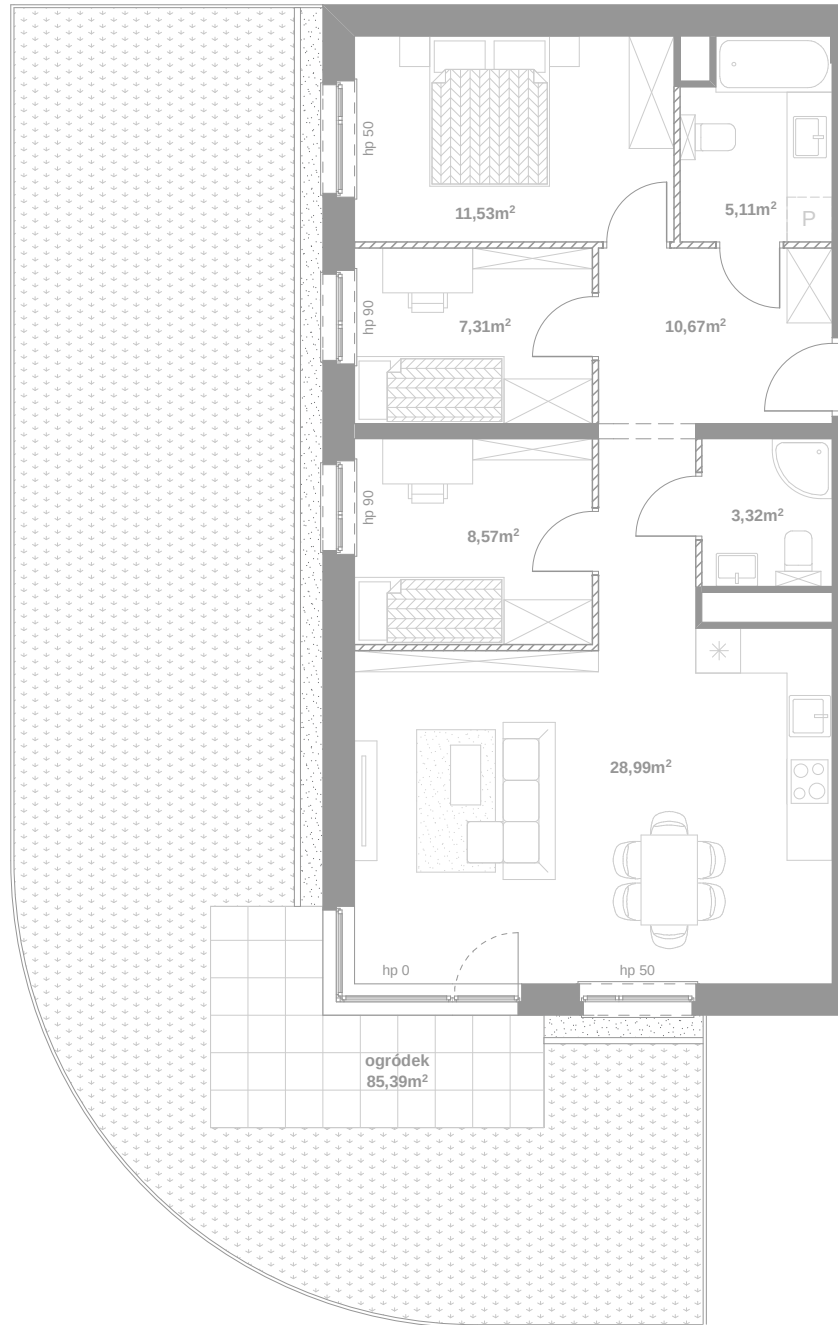 hp 50
11,53m²
5,11m²
P
hp 90
7,31m²
10,67m²
hp 90
8,57m²
3,32m²
28,99m²
hp 0
hp 50
ogródek
85,39m²